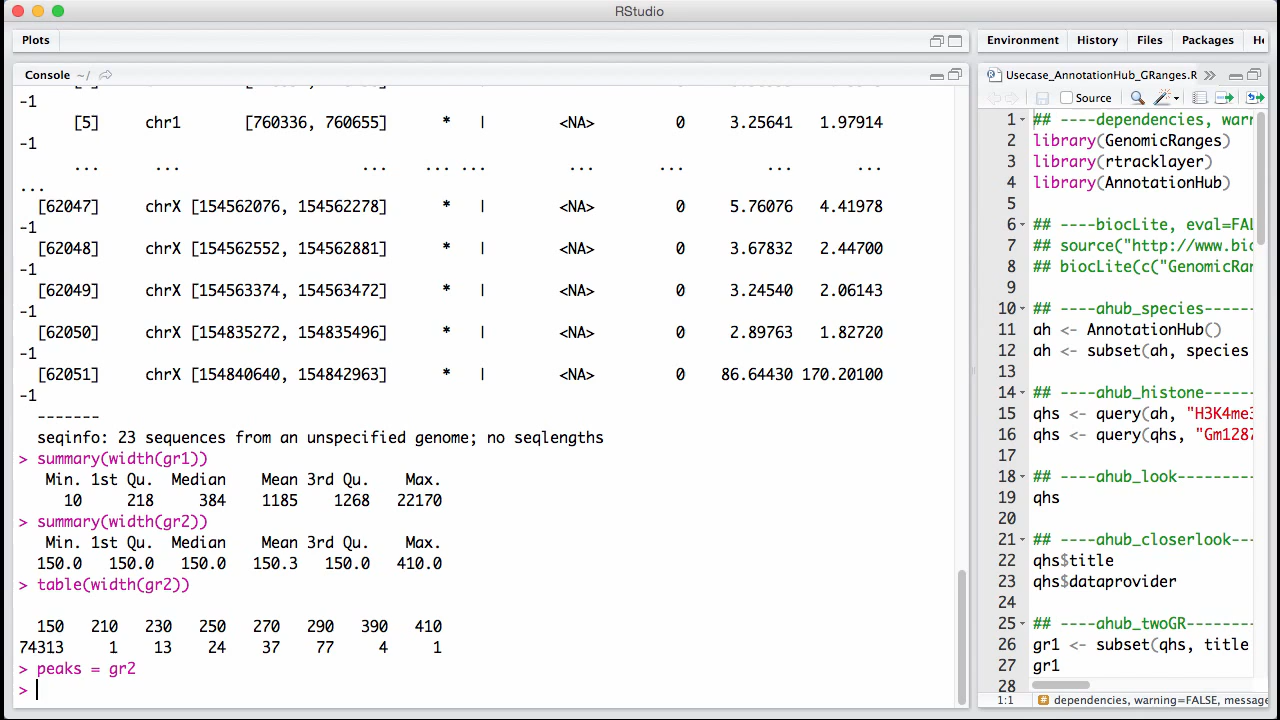 RStudio
Plots
Console ~/
-1
[5] chr1 [760336, 760655] * | <NA> 0 3.25641 1.97914
-1
... ... ... ... ... ... ... ... ...
...
[62047] chrX [154562076, 154562278] * | <NA> 0 5.76076 4.41978
-1
[62048] chrX [154562552, 154562881] * | <NA> 0 3.67832 2.44700
-1
[62049] chrX [154563374, 154563472] * | <NA> 0 3.24540 2.06143
-1
[62050] chrX [154835272, 154835496] * | <NA> 0 2.89763 1.82720
-1
[62051] chrX [154840640, 154842963] * | <NA> 0 86.64430 170.20100
-1
-------
seqinfo: 23 sequences from an unspecified genome; no seqlengths
> summary(width(gr1))
Min. 1st Qu. Median Mean 3rd Qu. Max.
10 218 384 1185 1268 22170
> summary(width(gr2))
Min. 1st Qu. Median Mean 3rd Qu. Max.
150.0 150.0 150.0 150.3 150.0 410.0
> table(width(gr2))
150 210 230 250 270 290 390 410
74313 1 13 24 37 77 4 1
> peaks = gr2
>
Environment History Files Packages He
Usecase_AnnotationHub_GRanges.R
Source
1 ## ----dependencies, warn
2 library(GenomicRanges)
3 library(rtracklayer)
4 library(AnnotationHub)
5
6 ## ----biocLite, eval=FAL
7 ## source("http://www.bio
8 ## biocLite(c("GenomicRan
9
10 ## ----ahub_species------
11 ah <- AnnotationHub()
12 ah <- subset(ah, species
13
14 ## ----ahub_histone------
15 qhs <- query(ah, "H3K4me3
16 qhs <- query(qhs, "Gm1287
17
18 ## ----ahub_look---------
19 qhs
20
21 ## ----ahub_closerlook---
22 qhs$title
23 qhs$dataprovider
24
25 ## ----ahub_twoGR--------
26 gr1 <- subset(qhs, title
27 gr1
28
1:1 # dependencies, warning=FALSE, message